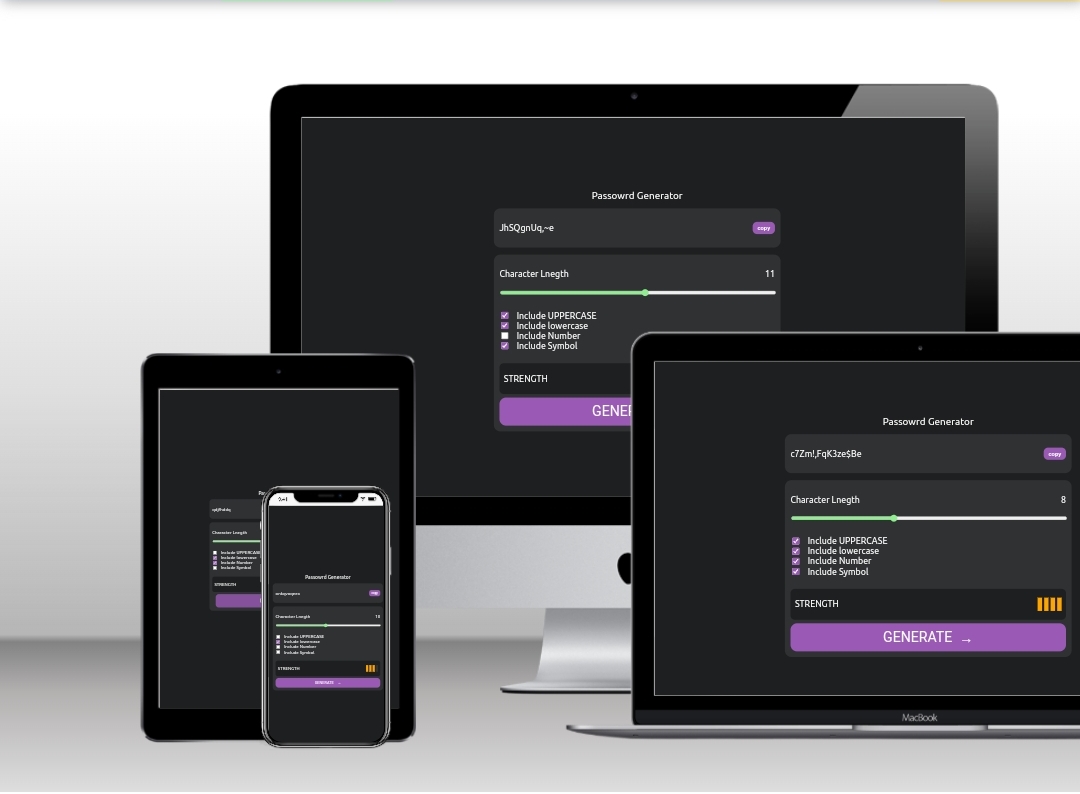 Passowrd Generator
JhSQgnUq,~e
copy
Character Lnegth
11
Include UPPERCASE
Include lowercase
Include Number
Include Symbol
STRENGTH
Passowrd Generator
c7Zm!,FqK3ze$Be
copy
Character Lnegth
8
Include UPPERCASE
Include lowercase
Include Number
Include Symbol
STRENGTH
GENERATE →
MacBook
Character Lnegth
Include UPPERCASE
Include lowercase
Include Number
Include Symbol
STRENGTH
Passowrd Generator
copy
Character Lnegth
10
Include UPPERCASE
Include lowercase
Include Number
Include Symbol
STRENGTH
GENERATE →